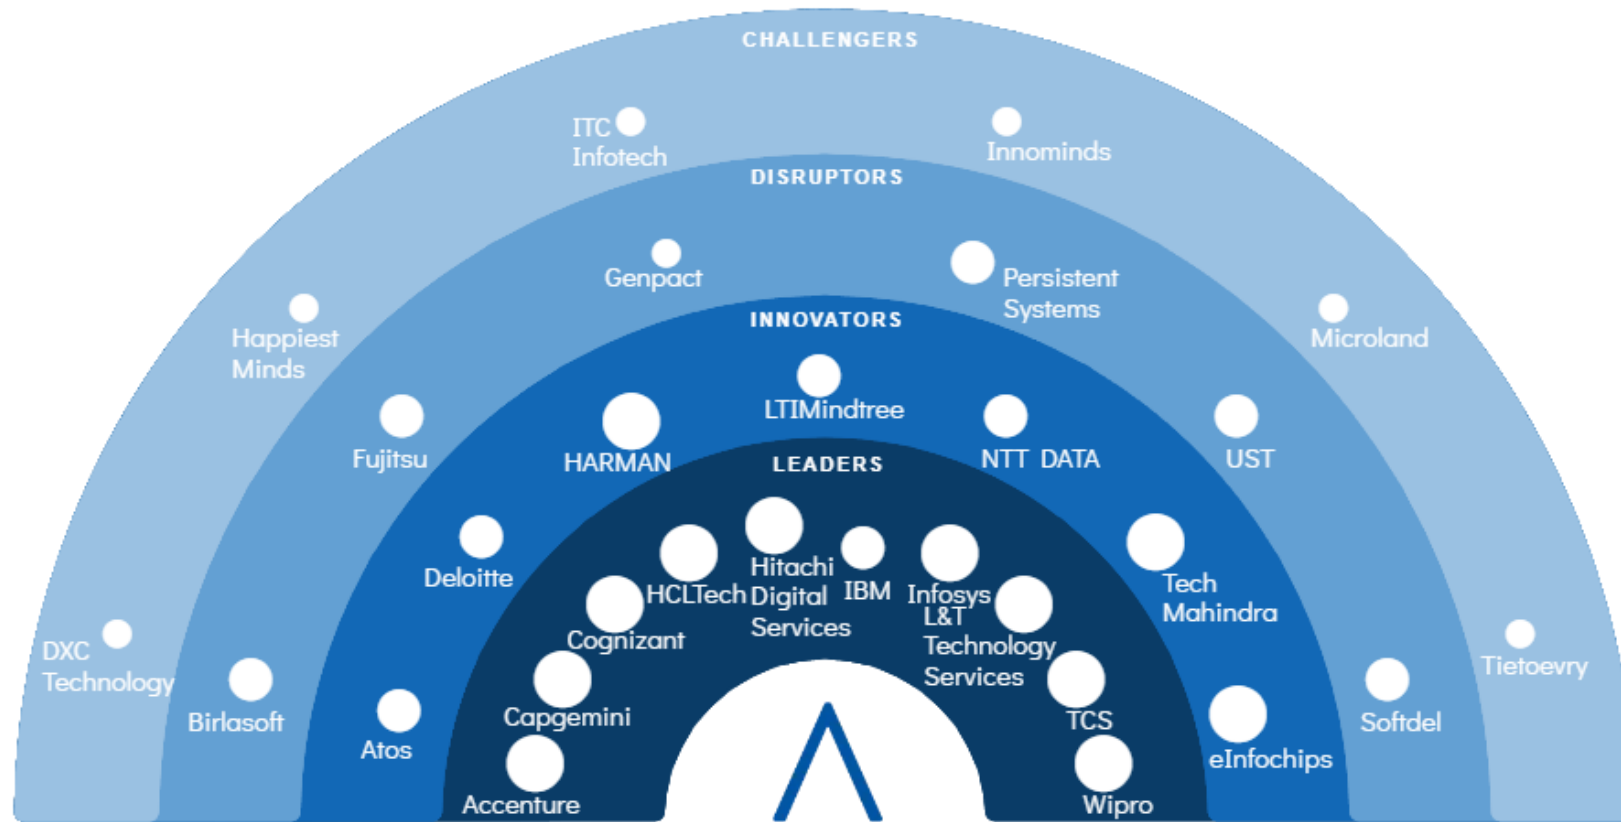 CHALLENGERS
ITC
Infotech
Innominds
Happiest
Minds
Microland
DXC
Technology
Tietoevry
DISRUPTORS
Genpact
Persistent
Systems
Fujitsu
UST
Birlasoft
Softdel
INNOVATORS
LTIMindtree
HARMAN
NTT DATA
Deloitte
Tech
Mahindra
Atos
eInfochips
LEADERS
HCLTech
Hitachi
Digital
Services
IBM
Infosys
Cognizant
L&T
Technology
Services
Capgemini
TCS
Accenture
Wipro